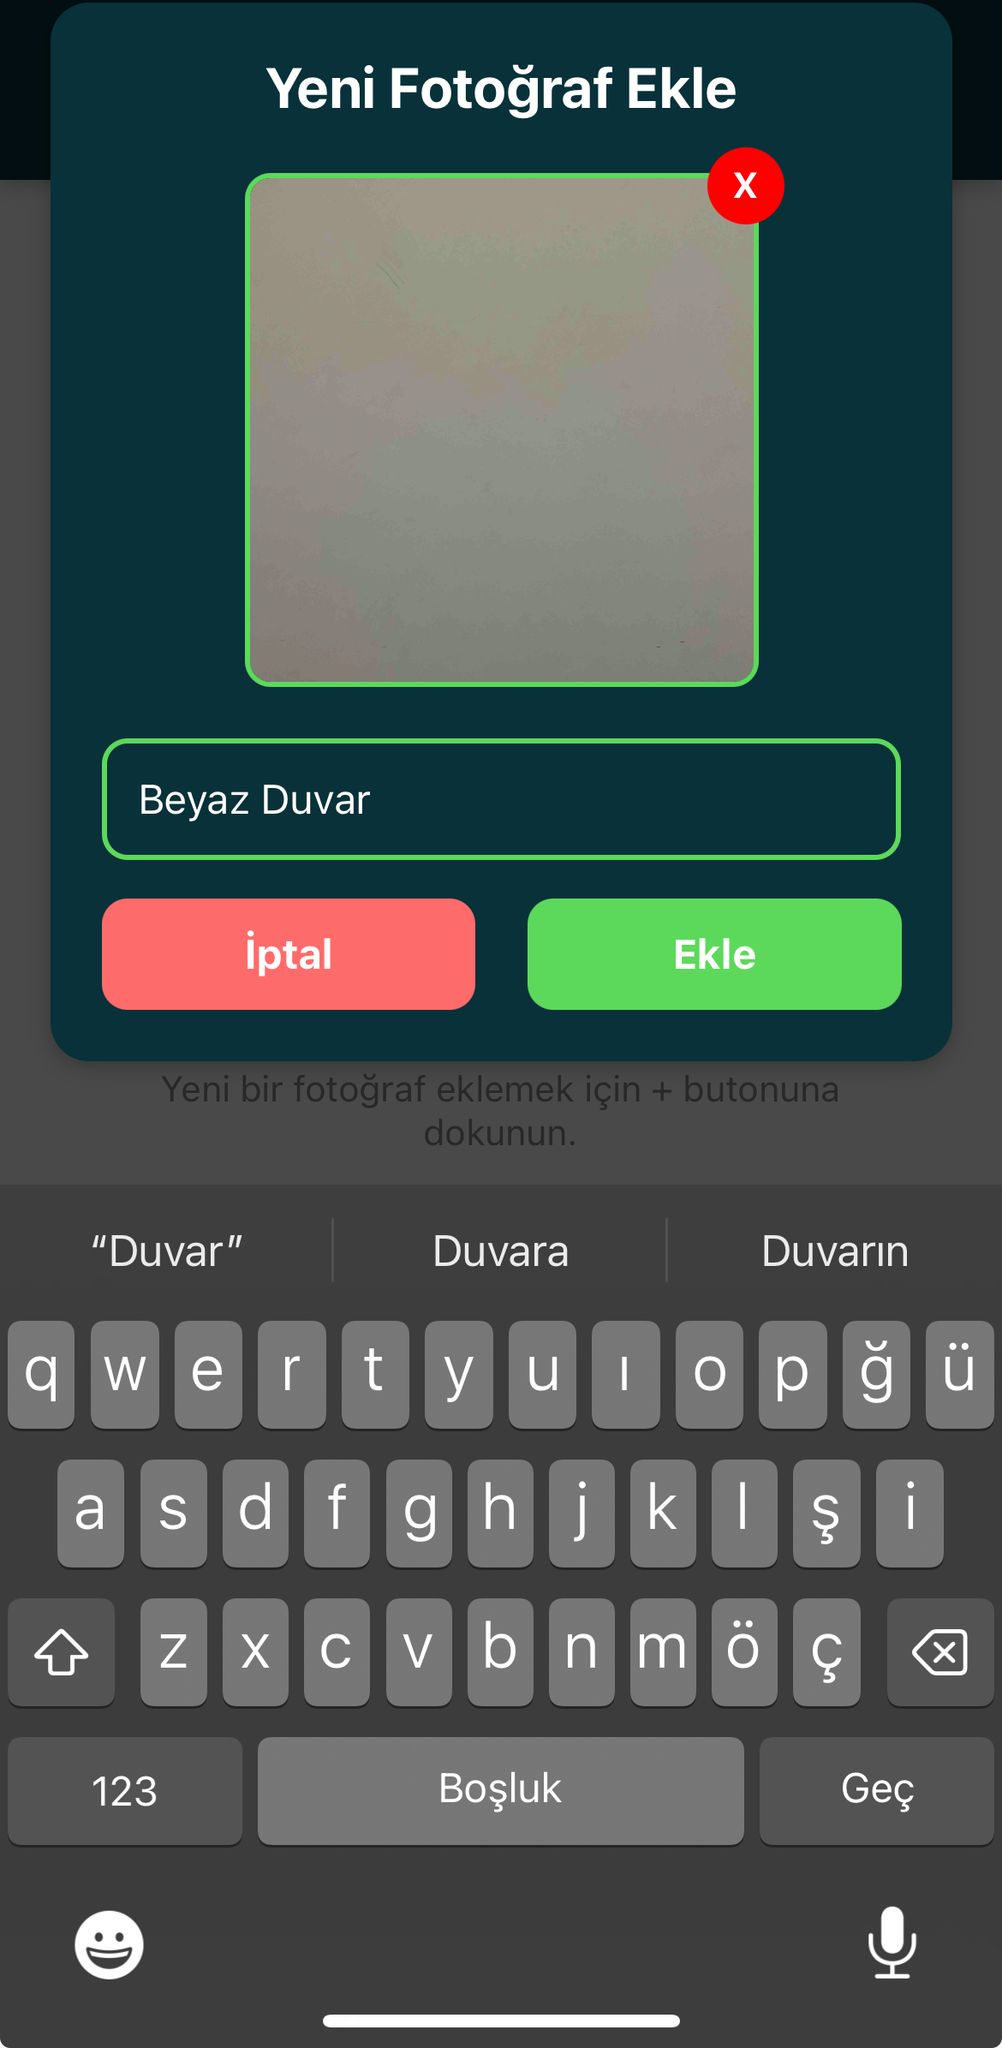 Yeni Fotoğraf Ekle
X
Beyaz Duvar
İptal Ekle
Yeni bir fotoğraf eklemek için + butonuna
dokunun.
“Duvar” Duvara Duvarın
q w e r t y u ı o p ğ ü
a s d f g h j k l ş i
z x c v b n m ö ç
123 Boşluk Geç